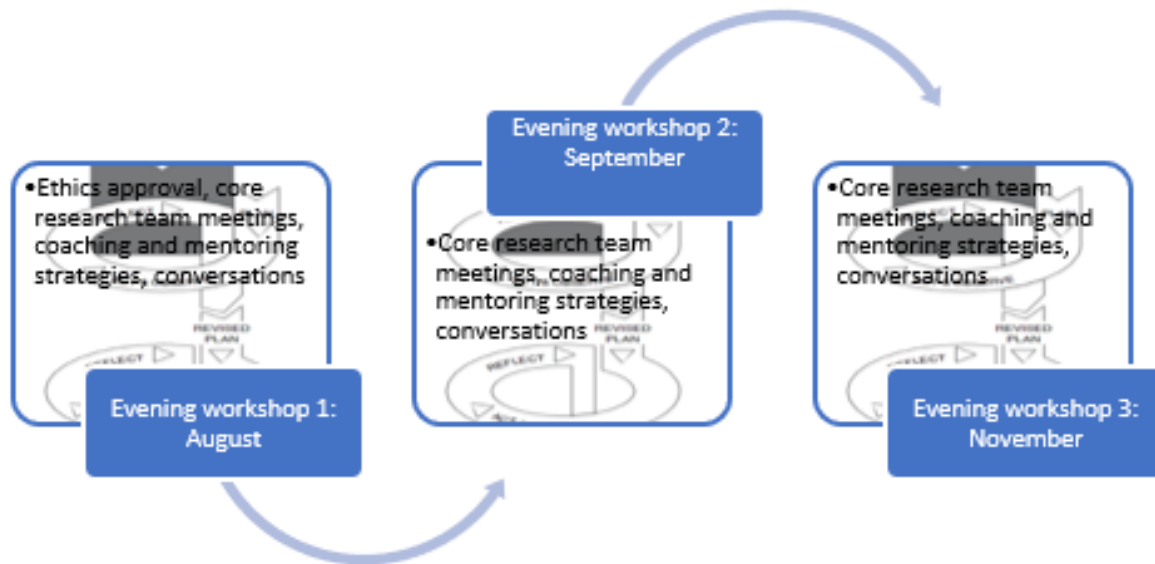 •Ethics approval, core
research team meetings,
coaching and mentoring
strategies, conversations
REVISED
PLAN
REFLECT
Evening workshop 1:
August
Evening workshop 2:
September
•Core research team
meetings, coaching and
mentoring strategies,
conversations
REVISED
PLAN
REFLECT
•Core research team
meetings, coaching and
mentoring strategies,
conversations
REVISED
PLAN
REFLECT
Evening workshop 3:
November